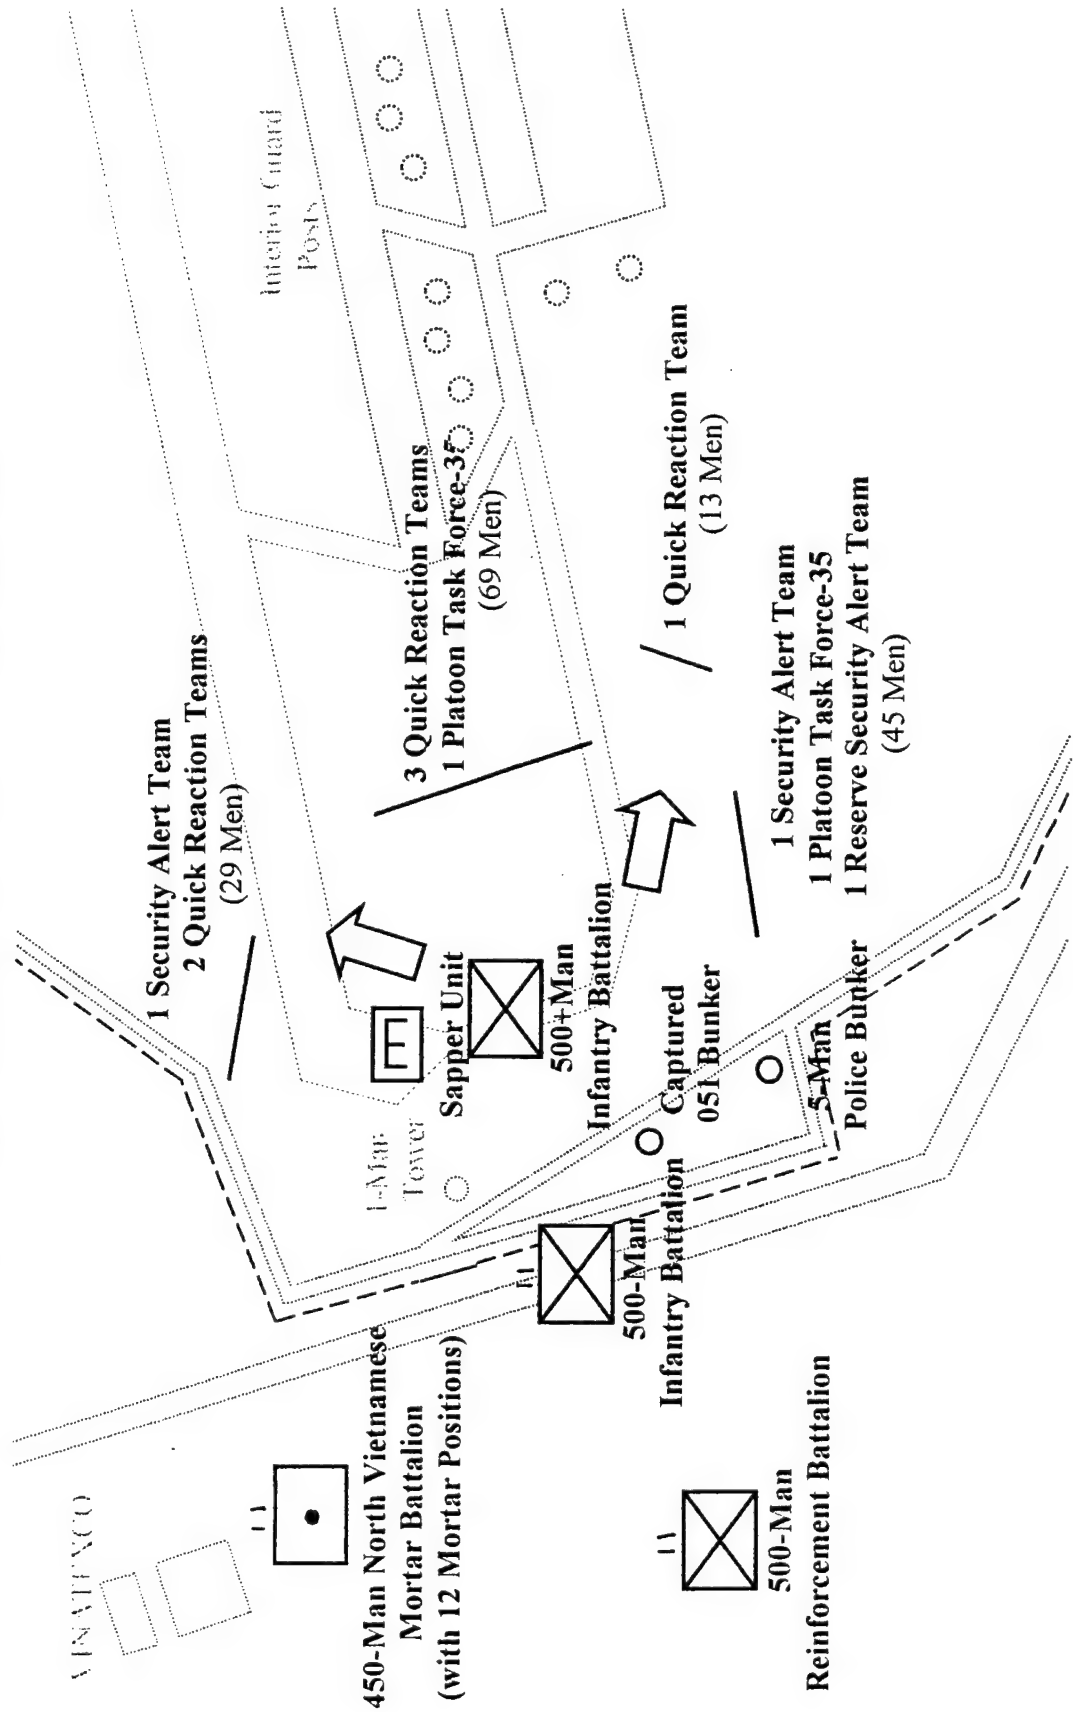 VINATEXCO
450-Man North Vietnamese
Mortar Battalion
(with 12 Mortar Positions)
500-Man
Reinforcement Battalion
1 Security Alert Team
2 Quick Reaction Teams
(29 Men)
Interior Guard
Posts
1-Man
Tower
Sapper Unit
500+Man
Infantry Battalion
500-Man
Infantry Battalion
Captured
051 Bunker
5-Man
Police Bunker
3 Quick Reaction Teams
1 Platoon Task Force-35
(69 Men)
1 Quick Reaction Team
(13 Men)
1 Security Alert Team
1 Platoon Task Force-35
1 Reserve Security Alert Team
(45 Men)